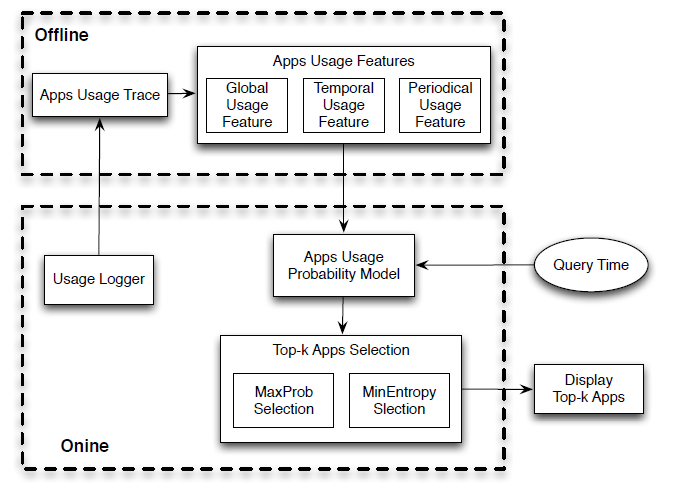 Offline
Apps Usage Trace
Apps Usage Features
Global
Usage
Feature
Temporal
Usage
Feature
Periodical
Usage
Feature
Usage Logger
Apps Usage
Probability Model
Query Time
Top-k Apps Selection
MaxProb
Selection
MinEntropy
Slection
Display
Top-k Apps
Onine